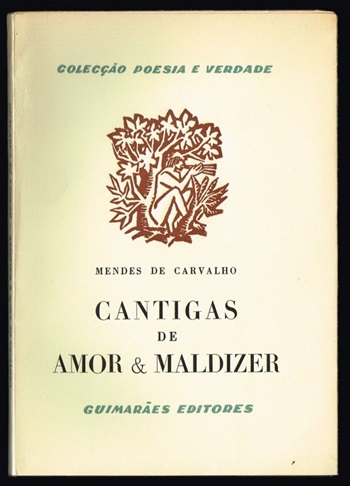 COLECÇÃO POESIA E VERDADE
MENDES DE CARVALHO
CANTIGAS
DE
AMOR & MALDIZER
GUIMARÃES EDITORES